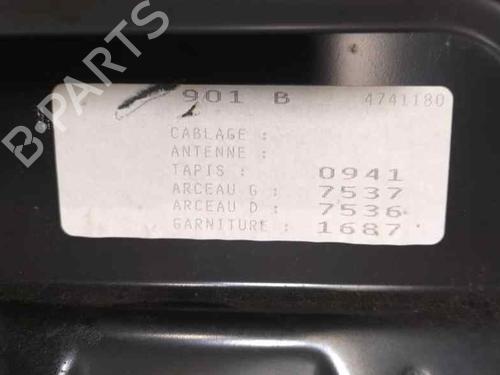 901 B 4741180
CABLAGE :
ANTENNE :
TAPIS : 0941
ARCEAU G : 7537
ARCEAU D : 7536
GARNITURE : 1687
B-PARTS